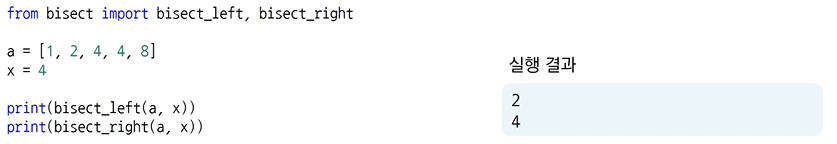 from bisect import bisect_left, bisect_right

a = [1, 2, 4, 4, 8]
x = 4

print(bisect_left(a, x))
print(bisect_right(a, x))
실행 결과
2
4